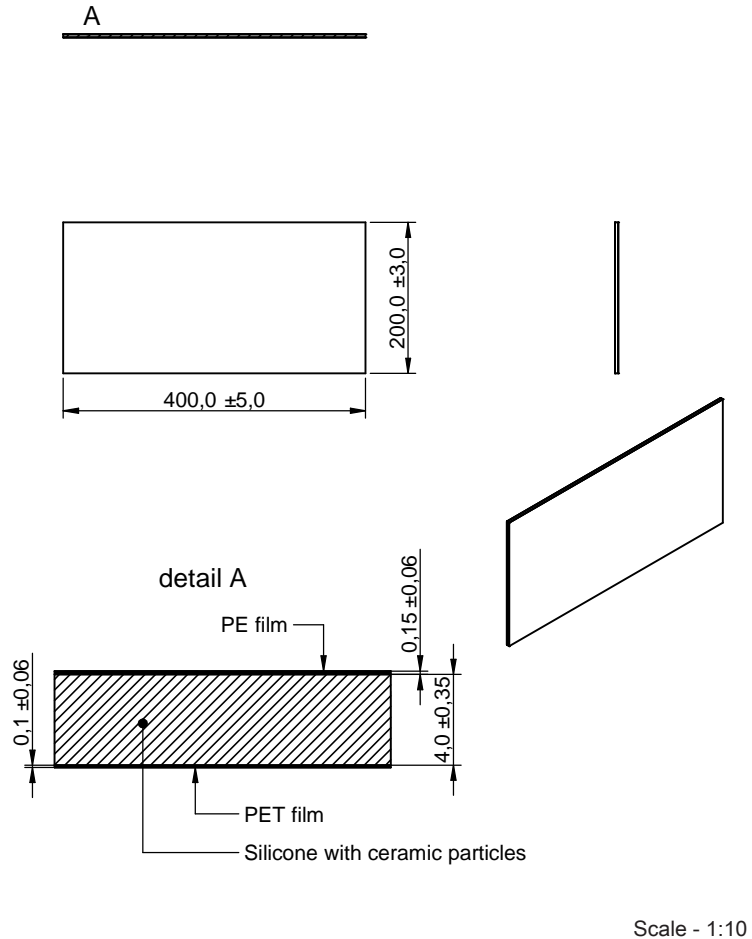 A
200,0 ±3,0
400,0 ±5,0
detail A
PE film
0,15 ±0,06
0,1 ±0,06
4,0 ±0,35
PET film
Silicone with ceramic particles
Scale - 1:10